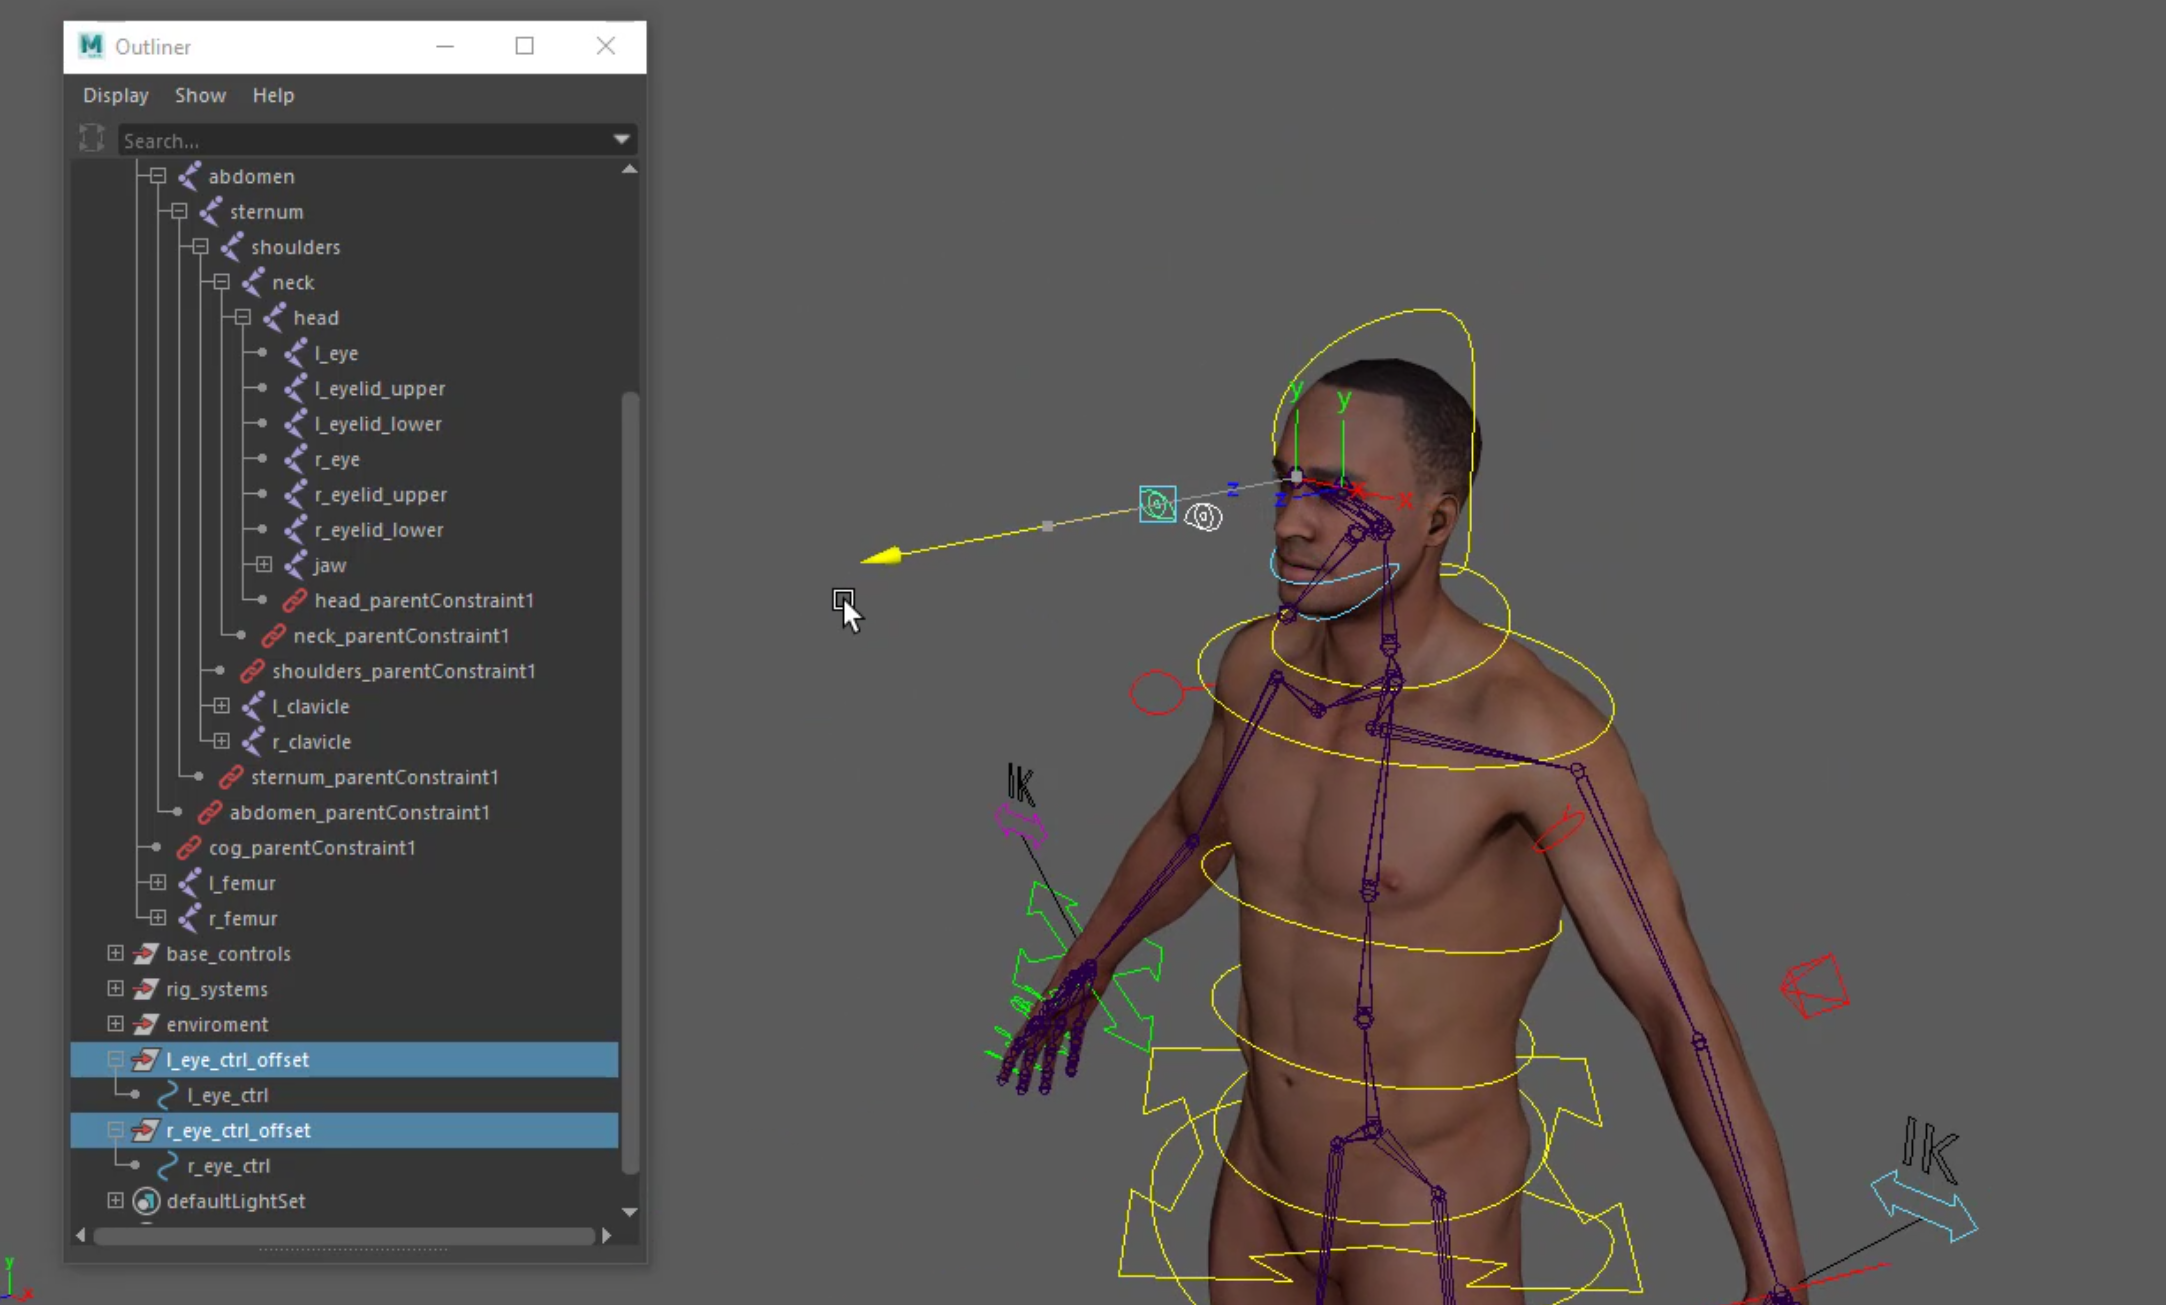 Outliner
Display Show Help
Search...
abdomen
sternum
shoulders
neck
head
l_eye
l_eyelid_upper
l_eyelid_lower
r_eye
r_eyelid_upper
r_eyelid_lower
jaw
head_parentConstraint1
neck_parentConstraint1
shoulders_parentConstraint1
l_clavicle
r_clavicle
sternum_parentConstraint1
abdomen_parentConstraint1
cog_parentConstraint1
l_femur
r_femur
base_controls
rig_systems
enviroment
l_eye_ctrl_offset
l_eye_ctrl
r_eye_ctrl_offset
r_eye_ctrl
defaultLightSet
y y
z z x x
IK
IK
y
x